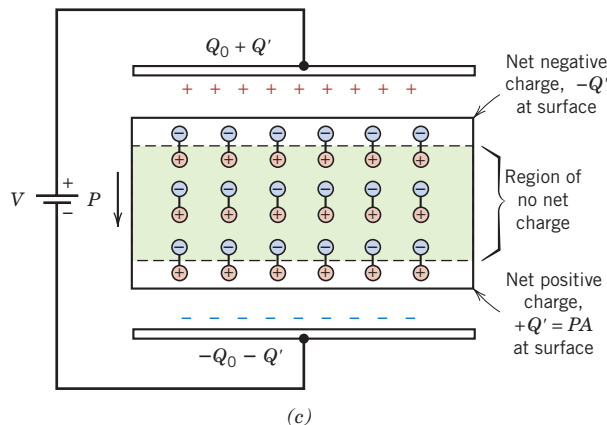 Q₀ + Q′
+ + + + + + + + +
Net negative
charge, −Q′
at surface
− − − − − −
+ + + + + +
V
+
−
P
− − − − − −
+ + + + + +
Region of
no net
charge
− − − − − −
+ + + + + +
Net positive
charge,
+Q′ = PA
at surface
− − − − − − − − −
−Q₀ − Q′
(c)